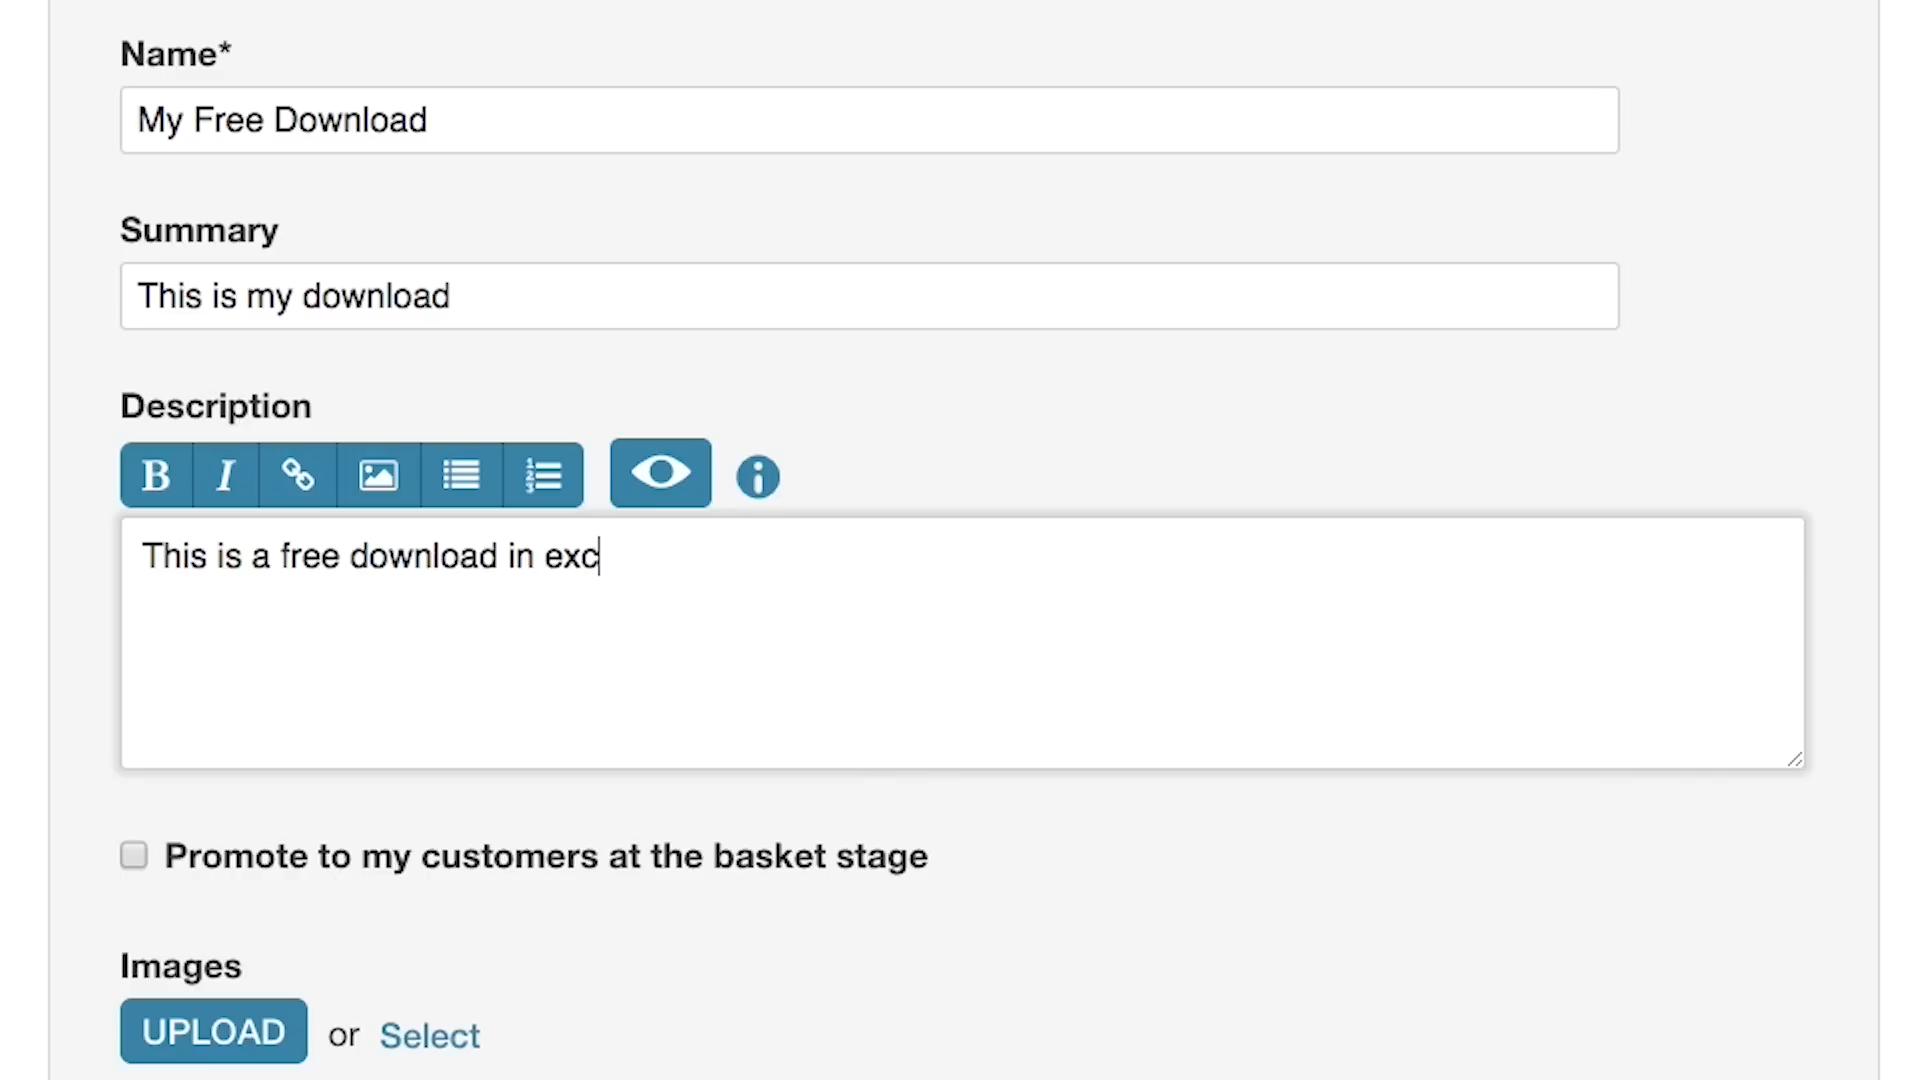 Name*
My Free Download
Summary
This is my download
Description
B I
This is a free download in exc
Promote to my customers at the basket stage
Images
UPLOAD or Select